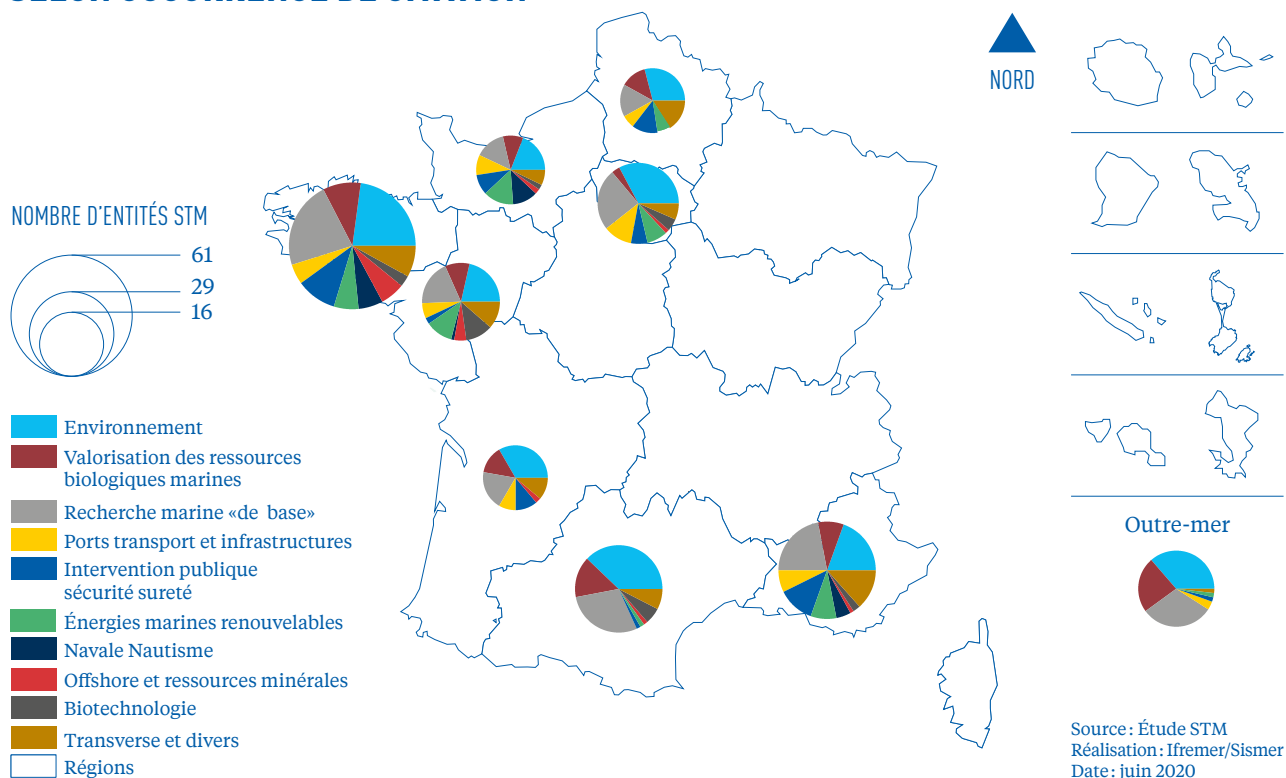 NORD
NOMBRE D'ENTITÉS STM
61
29
16
Environnement
Valorisation des ressources
biologiques marines
Recherche marine «de base»
Ports transport et infrastructures
Intervention publique
sécurité sureté
Énergies marines renouvelables
Navale Nautisme
Offshore et ressources minérales
Biotechnologie
Transverse et divers
Régions
Outre-mer
Source : Étude STM
Réalisation : Ifremer/Sismer
Date : juin 2020